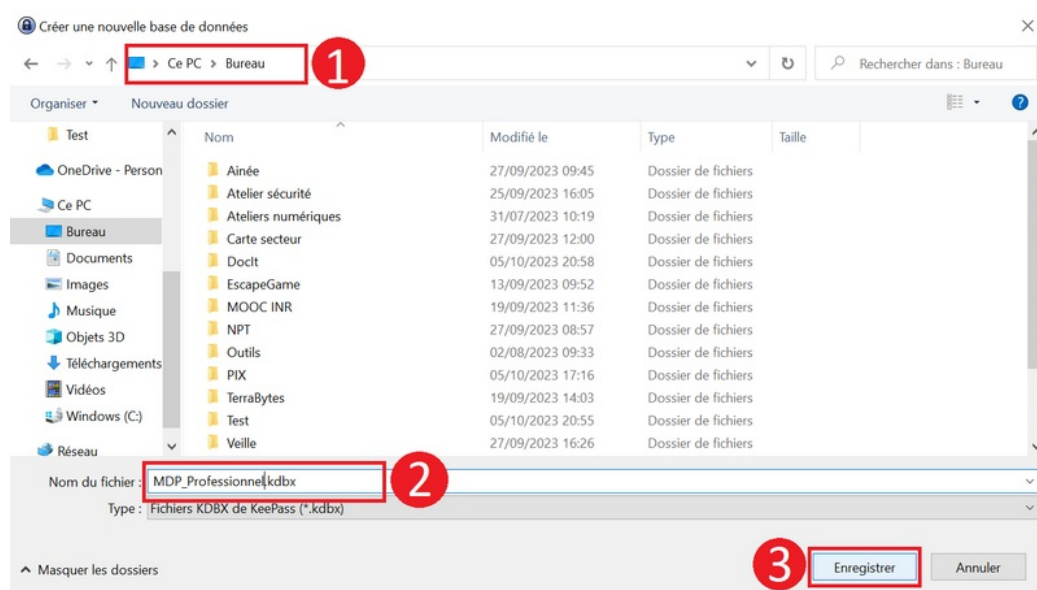 Créer une nouvelle base de données
Ce PC > Bureau
1
Rechercher dans : Bureau
Organiser
Nouveau dossier
Nom Modifié le Type Taille
Test
OneDrive - Person
Ce PC
Bureau
Documents
Images
Musique
Objets 3D
Téléchargements
Vidéos
Windows (C:)
Réseau
Ainée 27/09/2023 09:45 Dossier de fichiers
Atelier sécurité 25/09/2023 16:05 Dossier de fichiers
Ateliers numériques 31/07/2023 10:19 Dossier de fichiers
Carte secteur 27/09/2023 12:00 Dossier de fichiers
DocIt 05/10/2023 20:58 Dossier de fichiers
EscapeGame 13/09/2023 09:52 Dossier de fichiers
MOOC INR 19/09/2023 11:36 Dossier de fichiers
NPT 27/09/2023 08:57 Dossier de fichiers
Outils 02/08/2023 09:33 Dossier de fichiers
PIX 05/10/2023 17:16 Dossier de fichiers
TerraBytes 19/09/2023 14:03 Dossier de fichiers
Test 05/10/2023 20:55 Dossier de fichiers
Veille 27/09/2023 16:26 Dossier de fichiers
Nom du fichier : MDP_Professionnel.kdbx
2
Type : Fichiers KDBX de KeePass (*.kdbx)
Masquer les dossiers
3
Enregistrer
Annuler